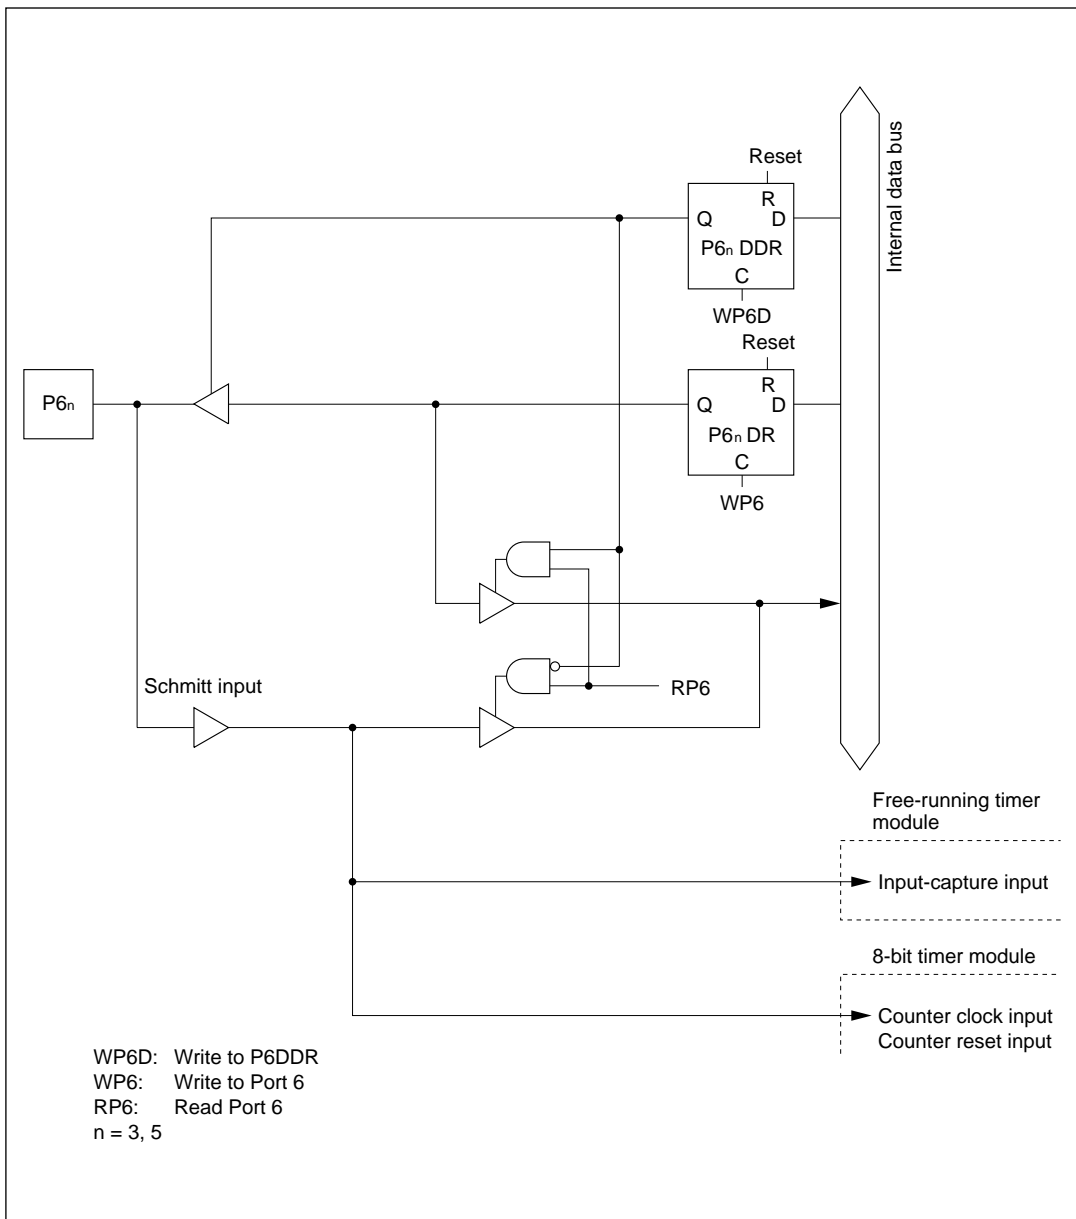 Reset
R
Q D
P6n DDR
C
WP6D
Internal data bus
Reset
R
Q D
P6n DR
C
WP6
P6n
Schmitt input
RP6
Free-running timer
module
Input-capture input
8-bit timer module
Counter clock input
Counter reset input
WP6D: Write to P6DDR
WP6: Write to Port 6
RP6: Read Port 6
n = 3, 5